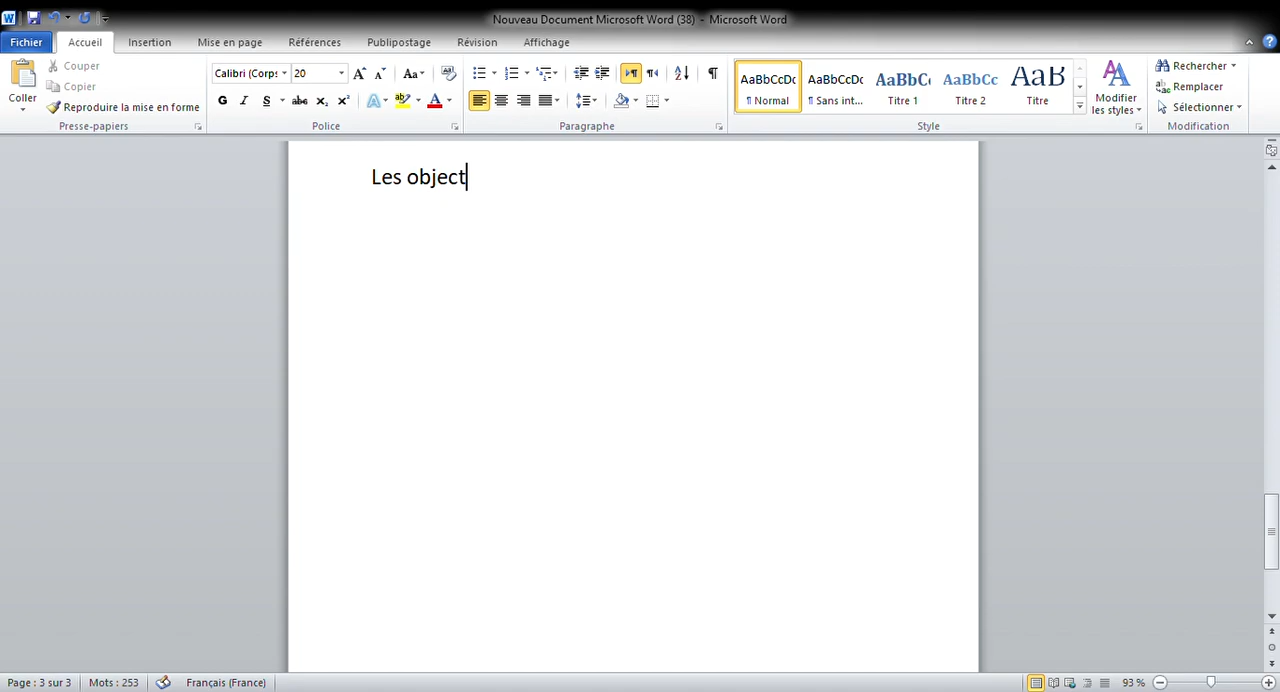 Nouveau Document Microsoft Word (38) - Microsoft Word
Fichier Accueil Insertion Mise en page Références Publipostage Révision Affichage
Coller
Couper
Copier
Reproduire la mise en forme
Presse-papiers
Calibri (Corps 20
Police
Paragraphe
AaBbCcDc AaBbCcDc AaBbC AaBbCc AaB
¶ Normal ¶ Sans int... Titre 1 Titre 2 Titre
Modifier
les styles
Style
Rechercher
Remplacer
Sélectionner
Modification
Les object
Page : 3 sur 3 Mots : 253 Français (France) 93 %